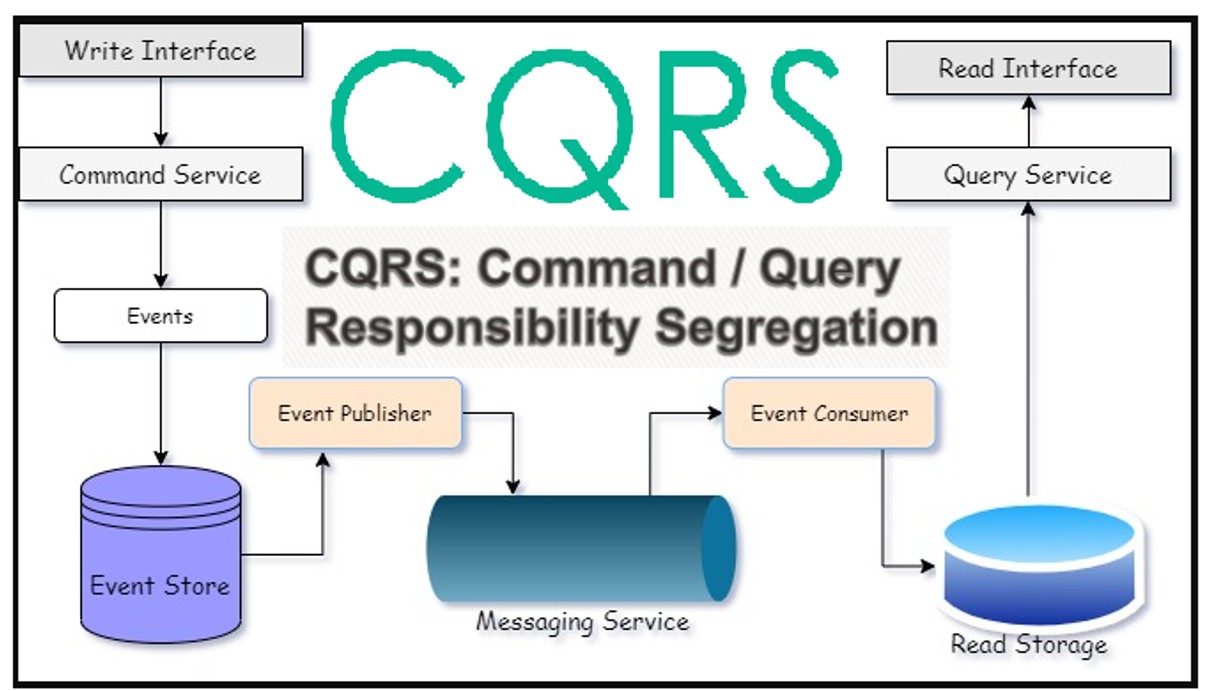 Write Interface
CQRS
Read Interface
Command Service
Query Service
CQRS: Command / Query
Responsibility Segregation
Events
Event Publisher
Event Consumer
Event Store
Messaging Service
Read Storage